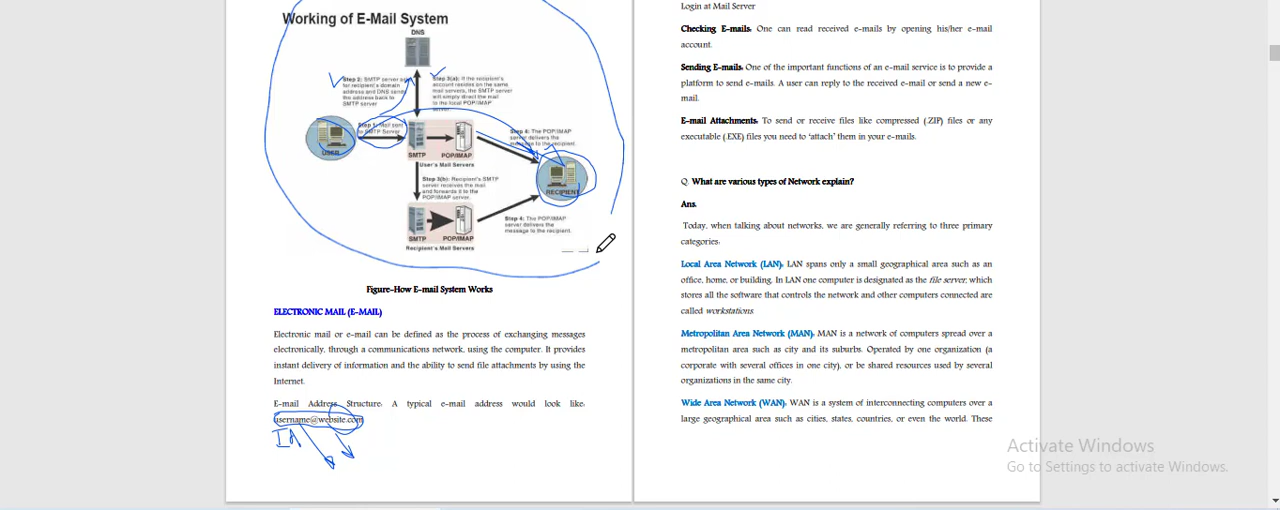 Working of E-Mail System
DNS
Step 2: SMTP server
for recipient's domain
address and DNS send
the address back to
SMTP server
Step 3(a): If the recipient's
account resides on the same
mail servers, the SMTP server
will emply direct the mail
to the local POP/IMAP
server
Step 1: Mail sent
to SMTP Server
Step 4: The POP/IMAP
server delivers the
message to the recipient.
USER
SMTP
POP/IMAP
User's Mail Servers
RECIPIENT
Step 3(b): Recipient's SMTP
server receives the mail
and forwards it to the
POP/IMAP server.
Step 4: The POP/IMAP
server delivers the
message to the recipient.
SMTP
POP/IMAP
Recipient's Mail Servers
Figure-How E-mail System Works
ELECTRONIC MAIL (E-MAIL)
Electronic mail or e-mail can be defined as the process of exchanging messages
electronically, through a communications network, using the computer. It provides
instant delivery of information and the ability to send file attachments by using the
Internet.
E-mail Address Structure: A typical e-mail address would look like:
username@website.com
Login at Mail Server
Checking E-mails: One can read received e-mails by opening his/her e-mail
account.
Sending E-mails: One of the important functions of an e-mail service is to provide a
platform to send e-mails. A user can reply to the received e-mail or send a new e-
mail.
E-mail Attachments: To send or receive files like compressed (.ZIP) files or any
executable (.EXE) files you need to 'attach' them in your e-mails.
Q. What are various types of Network explain?
Ans.
Today, when talking about networks, we are generally referring to three primary
categories:
Local Area Network (LAN): LAN spans only a small geographical area such as an
office, home, or building. In LAN one computer is designated as the file server, which
stores all the software that controls the network and other computers connected are
called workstations.
Metropolitan Area Network (MAN): MAN is a network of computers spread over a
metropolitan area such as city and its suburbs. Operated by one organization (a
corporate with several offices in one city), or be shared resources used by several
organizations in the same city.
Wide Area Network (WAN): WAN is a system of interconnecting computers over a
large geographical area such as cities, states, countries, or even the world. These
Activate Windows
Go to Settings to activate Windows.